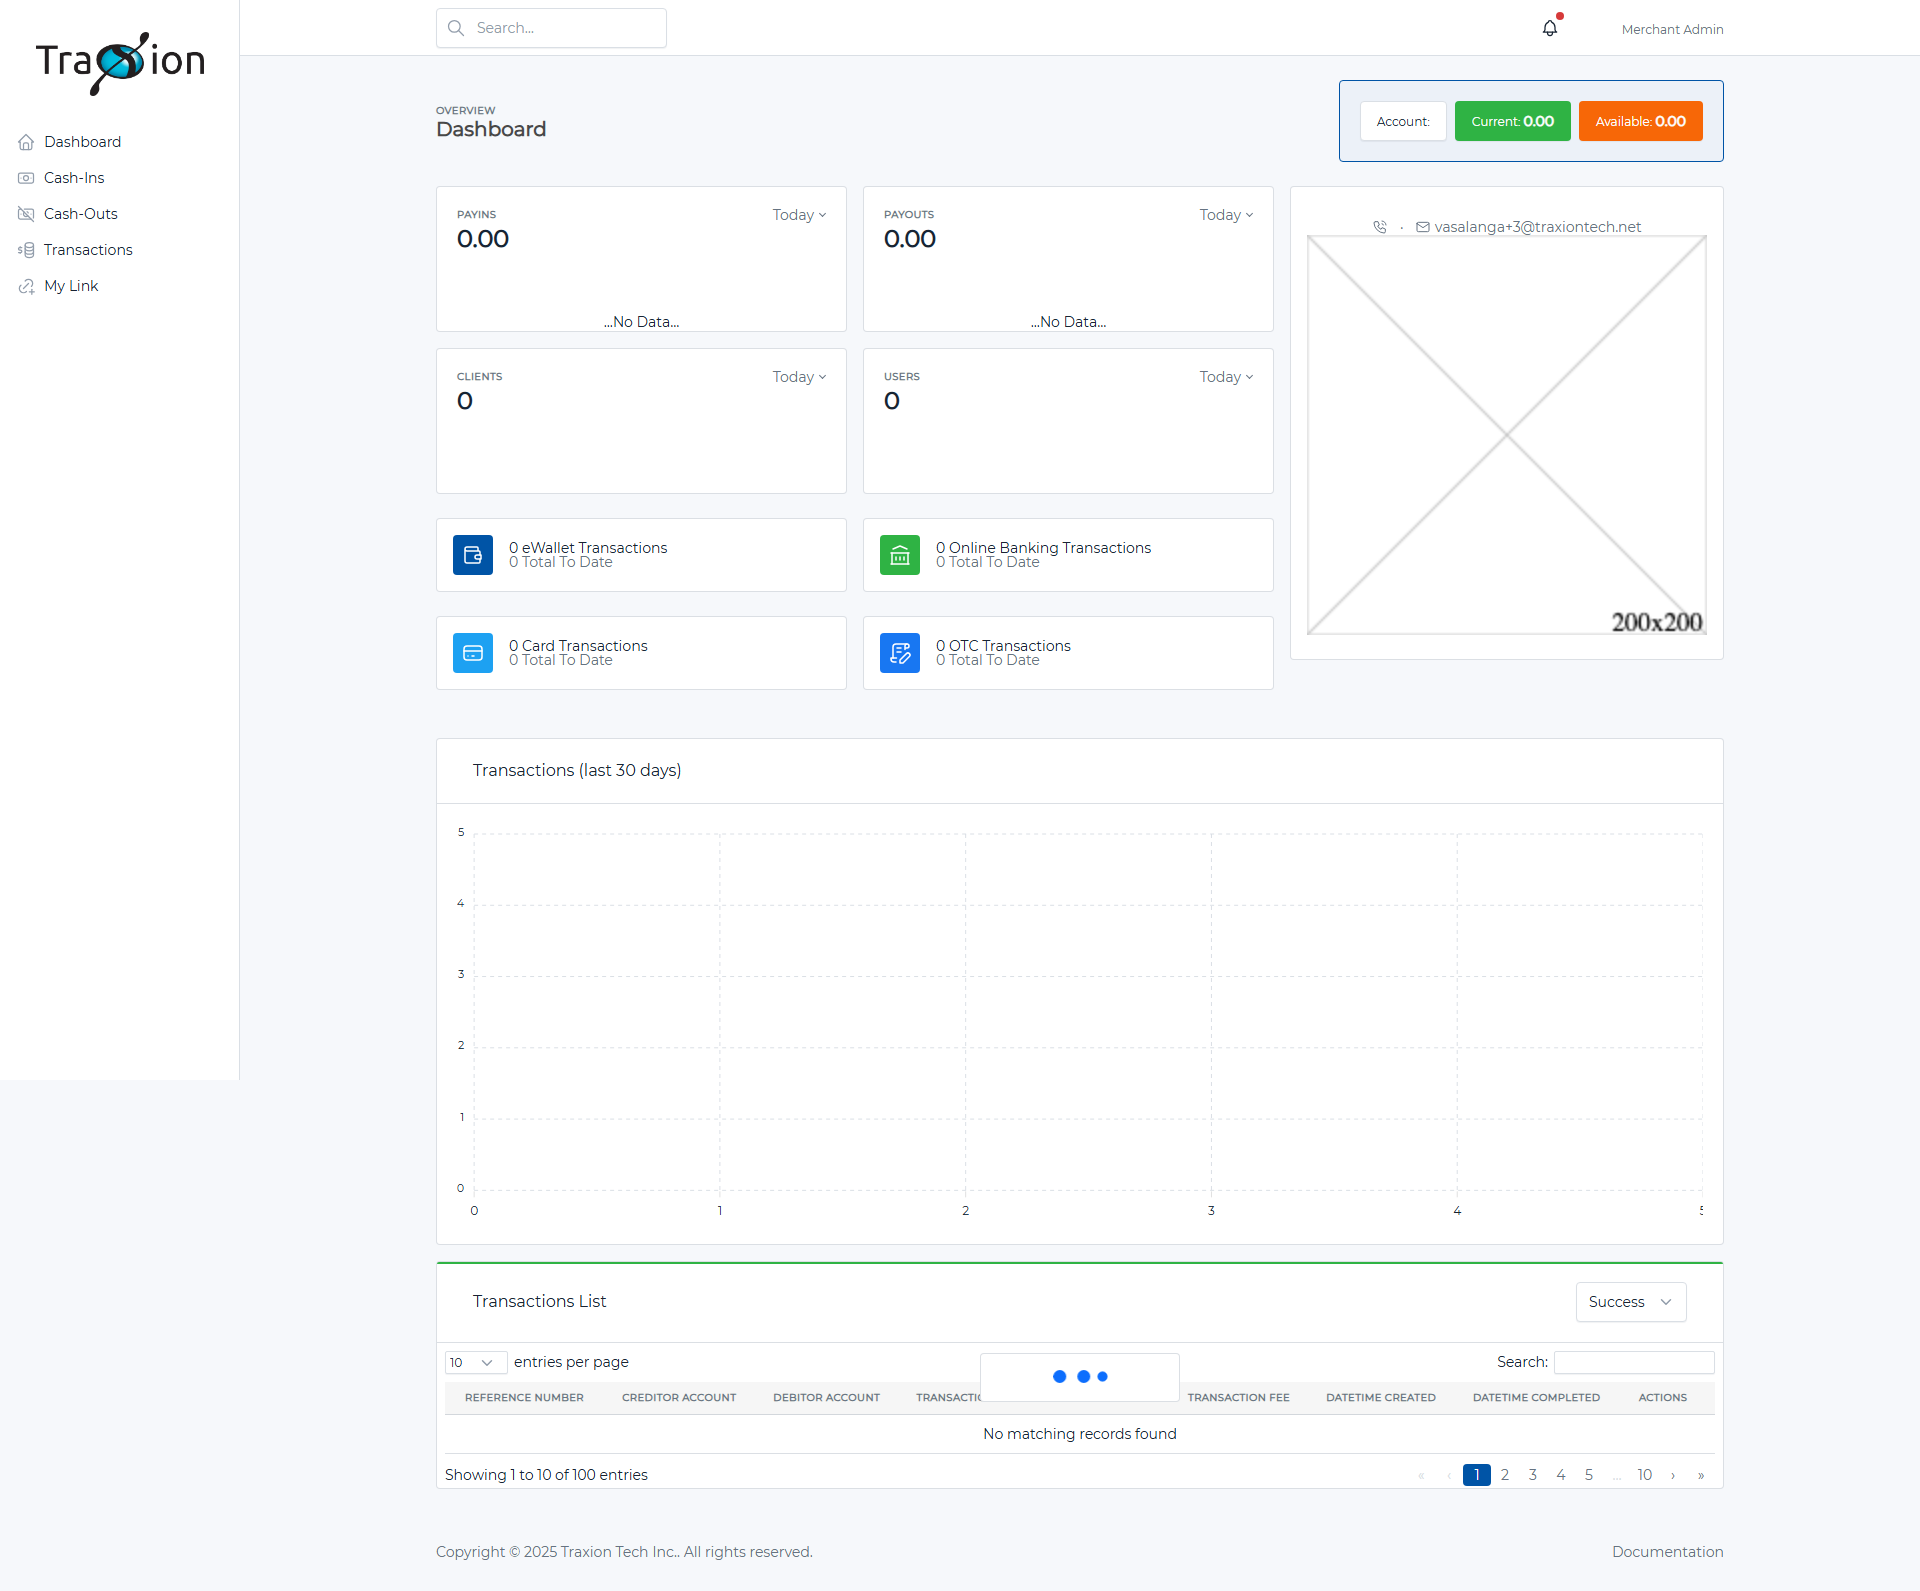 Traxion
Search...
Merchant Admin
Dashboard
Cash-Ins
Cash-Outs
Transactions
My Link
OVERVIEW
Dashboard
Account:
Current: 0.00
Available: 0.00
PAYINS
Today
0.00
...No Data...
PAYOUTS
Today
0.00
...No Data...
· vasalanga+3@traxiontech.net
200x200
CLIENTS
Today
0
USERS
Today
0
0 eWallet Transactions
0 Total To Date
0 Online Banking Transactions
0 Total To Date
0 Card Transactions
0 Total To Date
0 OTC Transactions
0 Total To Date
Transactions (last 30 days)
5
4
3
2
1
0
0 1 2 3 4 5
Transactions List
Success
10 entries per page
Search:
REFERENCE NUMBER CREDITOR ACCOUNT DEBITOR ACCOUNT TRANSACTION FEE DATETIME CREATED DATETIME COMPLETED ACTIONS
No matching records found
Showing 1 to 10 of 100 entries
« ‹ 1 2 3 4 5 … 10 › »
Copyright © 2025 Traxion Tech Inc.. All rights reserved.
Documentation